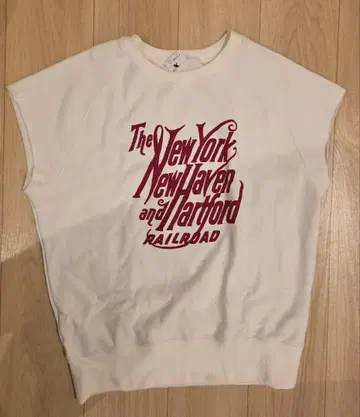 The New York,
New Haven
and Hartford
RAILROAD